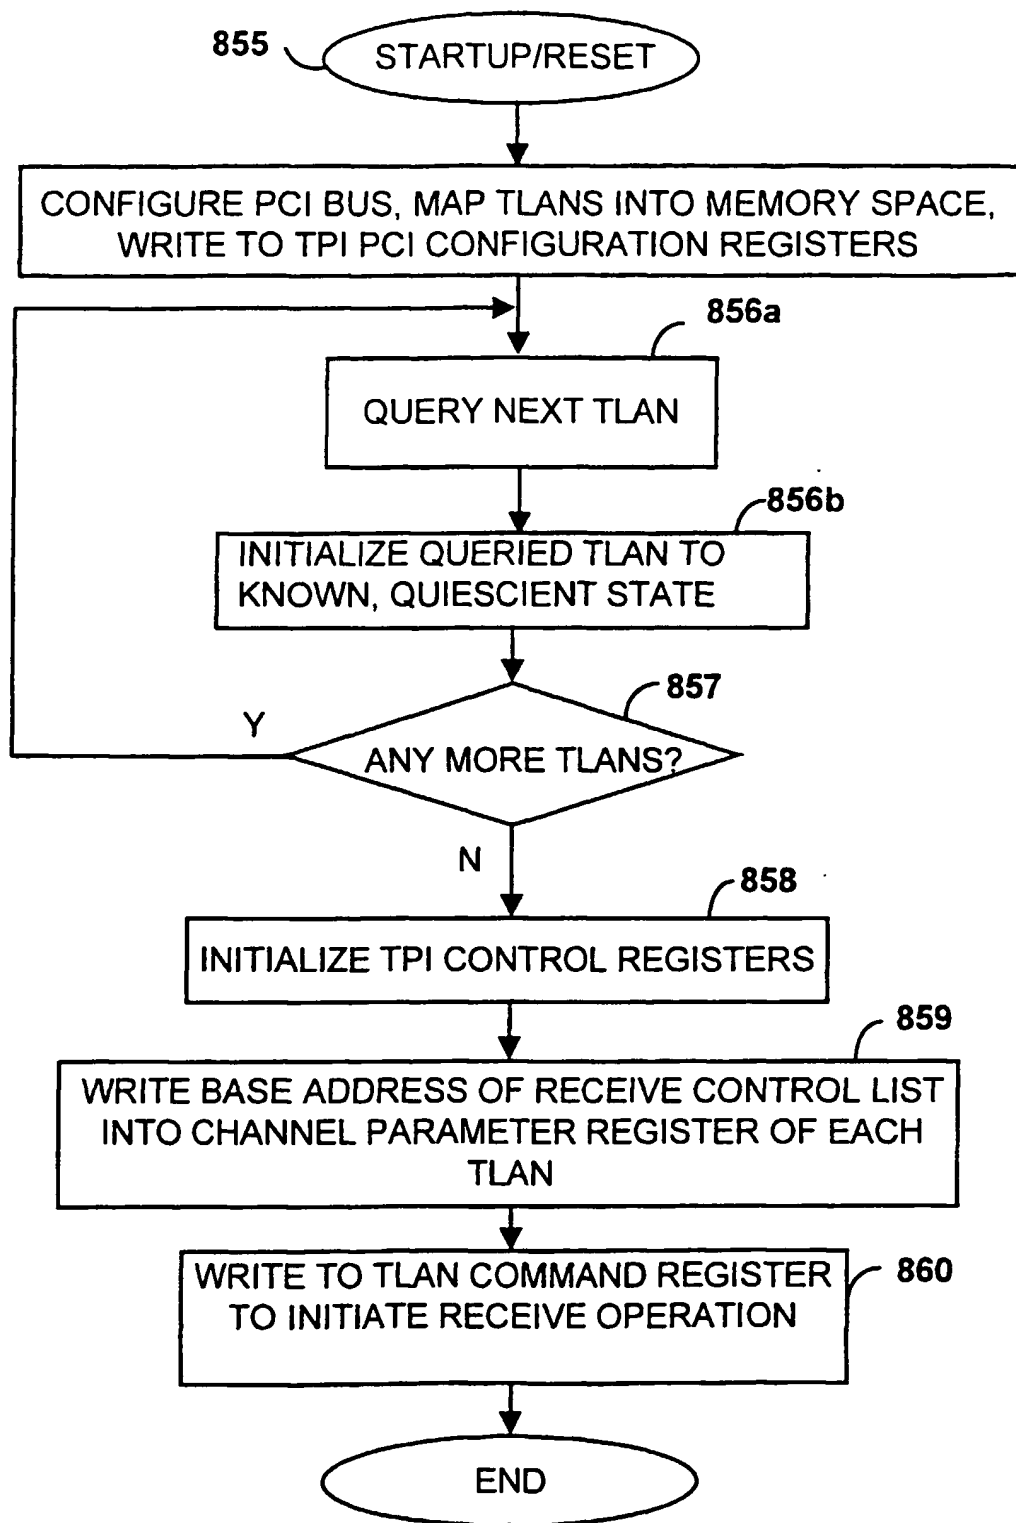 855
STARTUP/RESET
CONFIGURE PCI BUS, MAP TLANS INTO MEMORY SPACE,
WRITE TO TPI PCI CONFIGURATION REGISTERS
856a
QUERY NEXT TLAN
856b
INITIALIZE QUERIED TLAN TO
KNOWN, QUIESCIENT STATE
857
Y
ANY MORE TLANS?
N
858
INITIALIZE TPI CONTROL REGISTERS
859
WRITE BASE ADDRESS OF RECEIVE CONTROL LIST
INTO CHANNEL PARAMETER REGISTER OF EACH
TLAN
860
WRITE TO TLAN COMMAND REGISTER
TO INITIATE RECEIVE OPERATION
END